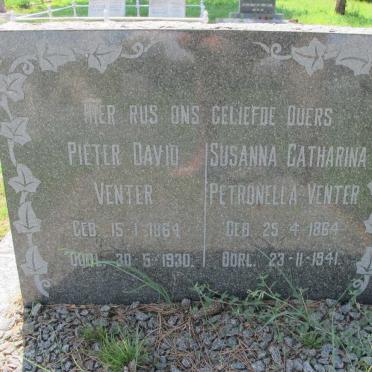 HIER RUS ONS GELIEFDE OUERS
PIETER DAVID
VENTER
GEB. 15-1-1864
OORL. 30-5-1930.
SUSANNA CATHARINA
PETRONELLA VENTER
GEB. 25-4-1864
OORL. 23-11-1941.